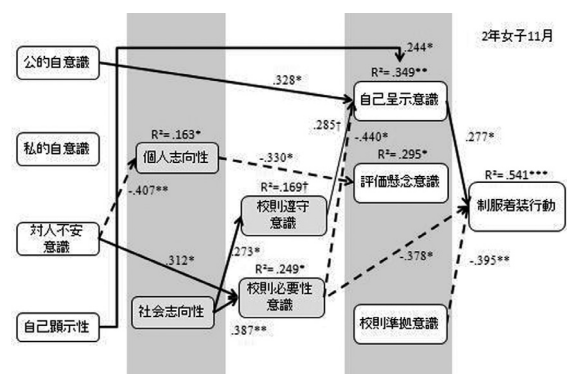 2年女子11月
.244*
公的自意識
R²= .349**
.328*
自己呈示意識
R²= .163*
.285†
-.440*
.277*
私的自意識
個人志向性
-.330*
R²= .295*
評価懸念意識
R²= .541***
-.407**
R²=.169†
制服着装行動
校則遵守
意識
対人不安
意識
.312*
.273*
R²= .249*
-.378*
-.395**
校則必要性
意識
社会志向性
.387**
校則準拠意識
自己顕示性